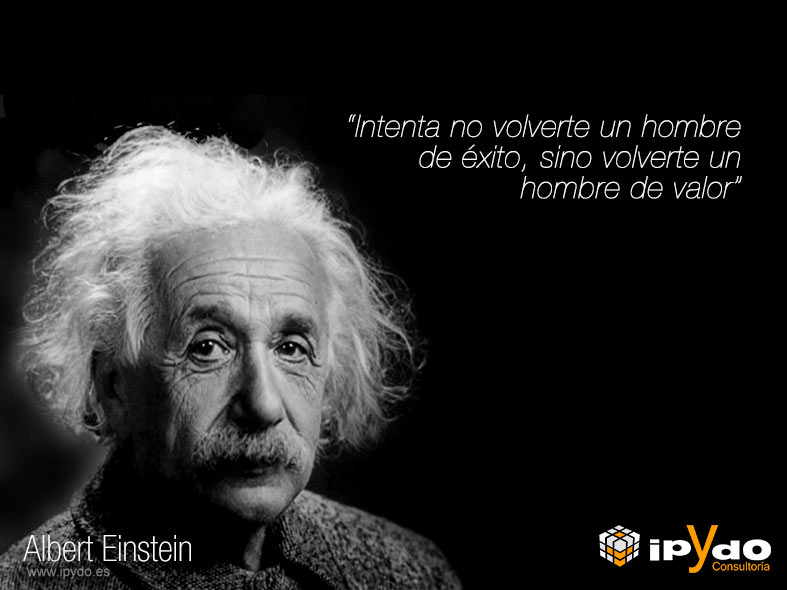 “Intenta no volverte un hombre
de éxito, sino volverte un
hombre de valor”
Albert Einstein
www.ipydo.es
ipydo
Consultoría